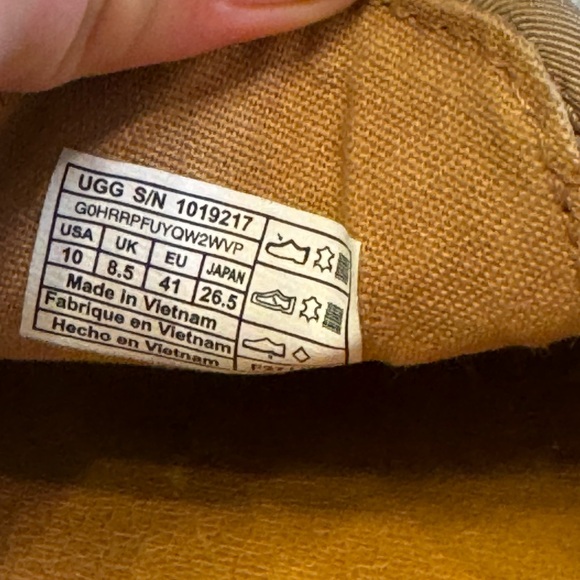 UGG S/N 1019217
G0HRRPFUYOW2WVP
USA UK EU JAPAN
10 8.5 41 26.5
Made in Vietnam
Fabrique en Vietnam
Hecho en Vietnam